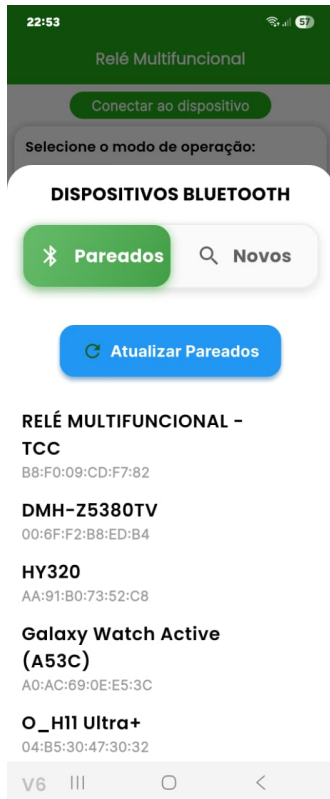 22:53
57
Relé Multifuncional
Conectar ao dispositivo
Selecione o modo de operação:
DISPOSITIVOS BLUETOOTH
Pareados
Novos
Atualizar Pareados
RELÉ MULTIFUNCIONAL -
TCC
B8:F0:09:CD:F7:82
DMH-Z5380TV
00:6F:F2:B8:ED:B4
HY320
AA:91:B0:73:52:C8
Galaxy Watch Active
(A53C)
A0:AC:69:0E:E5:3C
O_H11 Ultra+
04:B5:30:47:30:32
V6